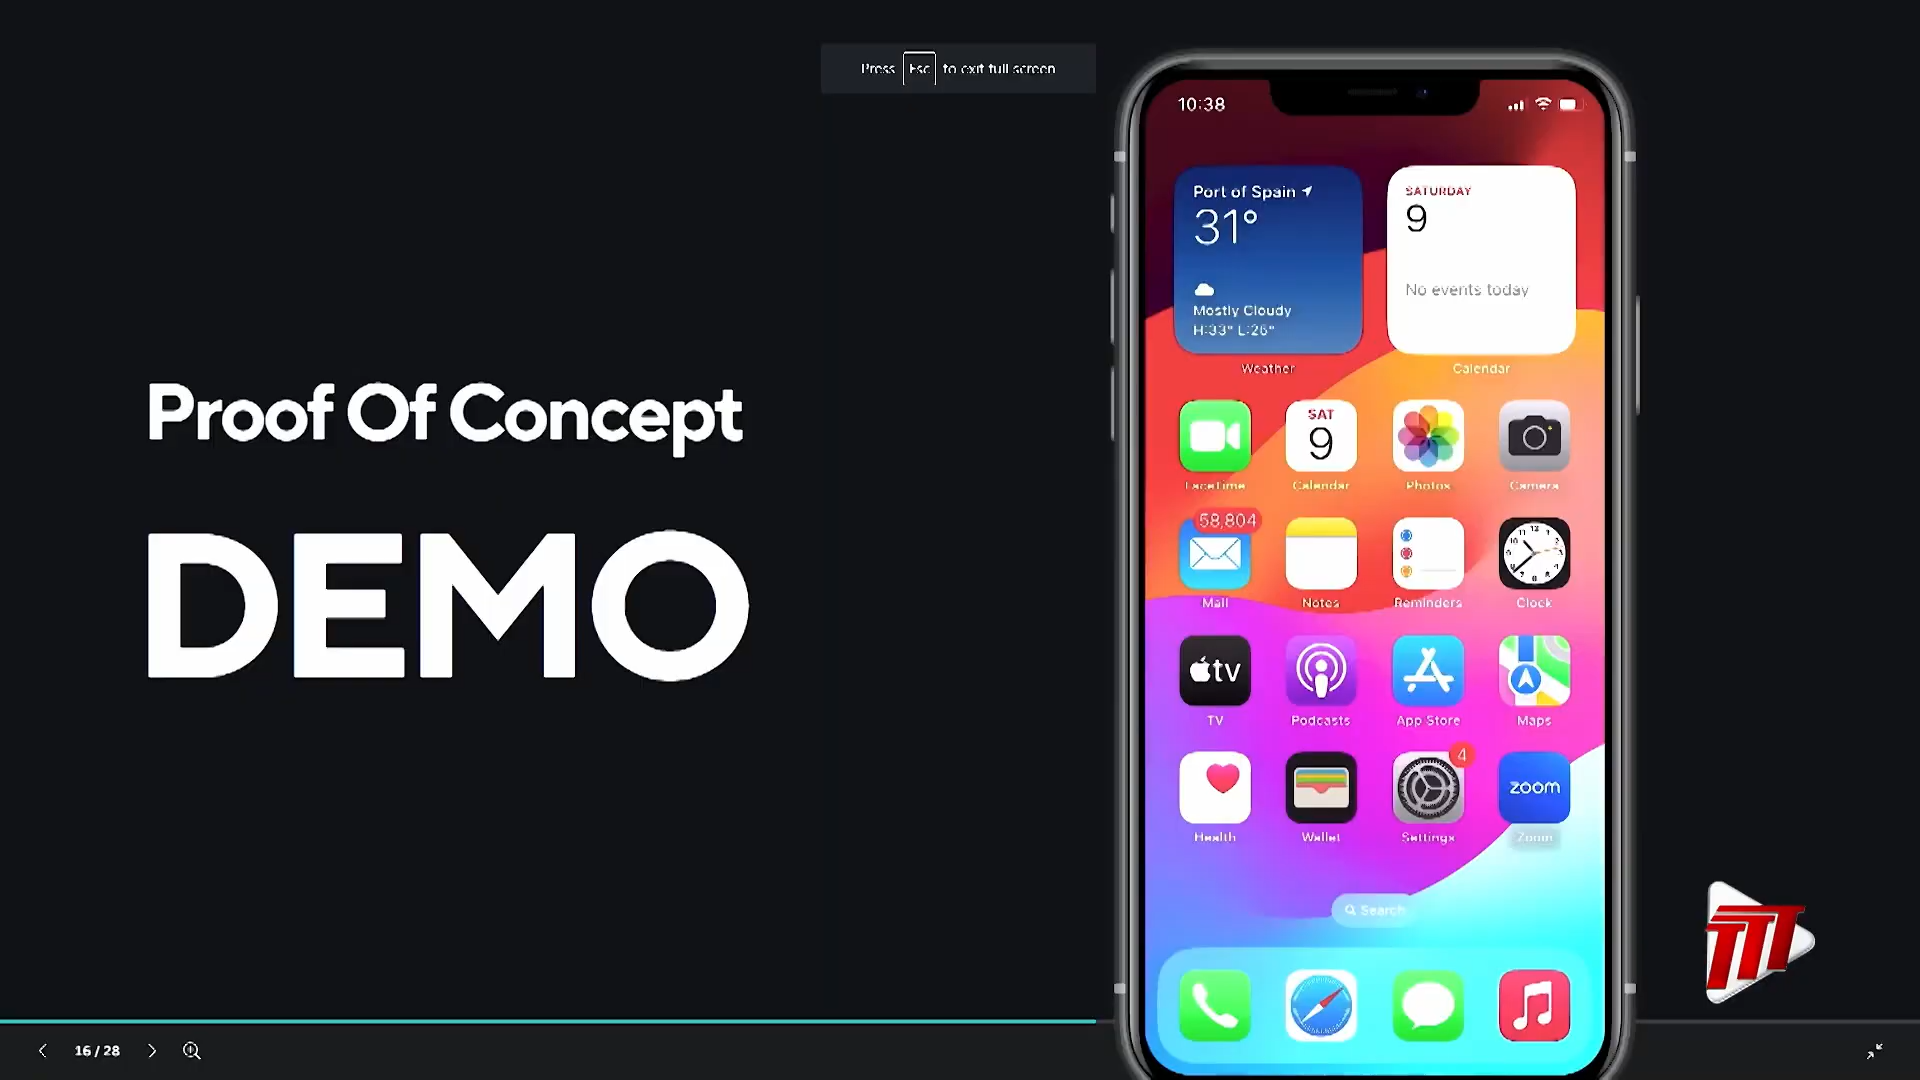 Press Esc to exit full screen
Proof Of Concept
DEMO
10:38
Port of Spain
31°
Mostly Cloudy
H:33° L:26°
Weather
SATURDAY
9
No events today
Calendar
SAT
9
FaceTime
Calendar
Photos
Camera
58,804
Mail
Notes
Reminders
Clock
tv
TV
Podcasts
App Store
Maps
4
zoom
Health
Wallet
Settings
Zoom
Search
TTT
16 / 28